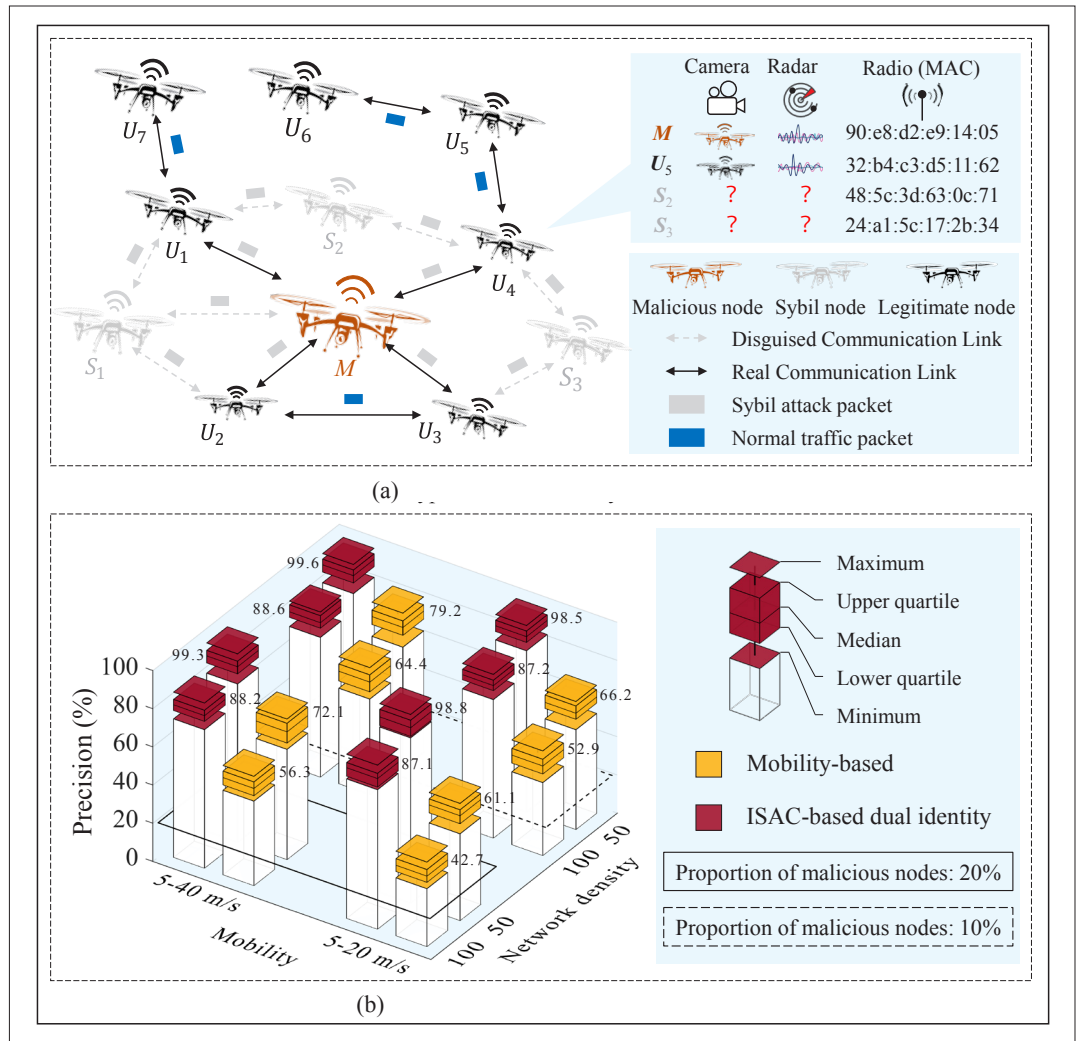 Camera Radar Radio (MAC)
M 90:e8:d2:e9:14:05
U5 32:b4:c3:d5:11:62
S2 ? ? 48:5c:3d:63:0c:71
S3 ? ? 24:a1:5c:17:2b:34
Malicious node Sybil node Legitimate node
Disguised Communication Link
Real Communication Link
Sybil attack packet
Normal traffic packet
U7
U6
U5
U1
S2
U4
S1
M
S3
U2
U3
(a)
Precision (%)
100
80
60
40
20
0
99.6
88.6
79.2
98.5
99.3
64.4
87.2
88.2
72.1
98.8
66.2
56.3
87.1
61.1
52.9
42.7
5-40 m/s
5-20 m/s
Mobility
100 50
100 50
Network density
Maximum
Upper quartile
Median
Lower quartile
Minimum
Mobility-based
ISAC-based dual identity
Proportion of malicious nodes: 20%
Proportion of malicious nodes: 10%
(b)